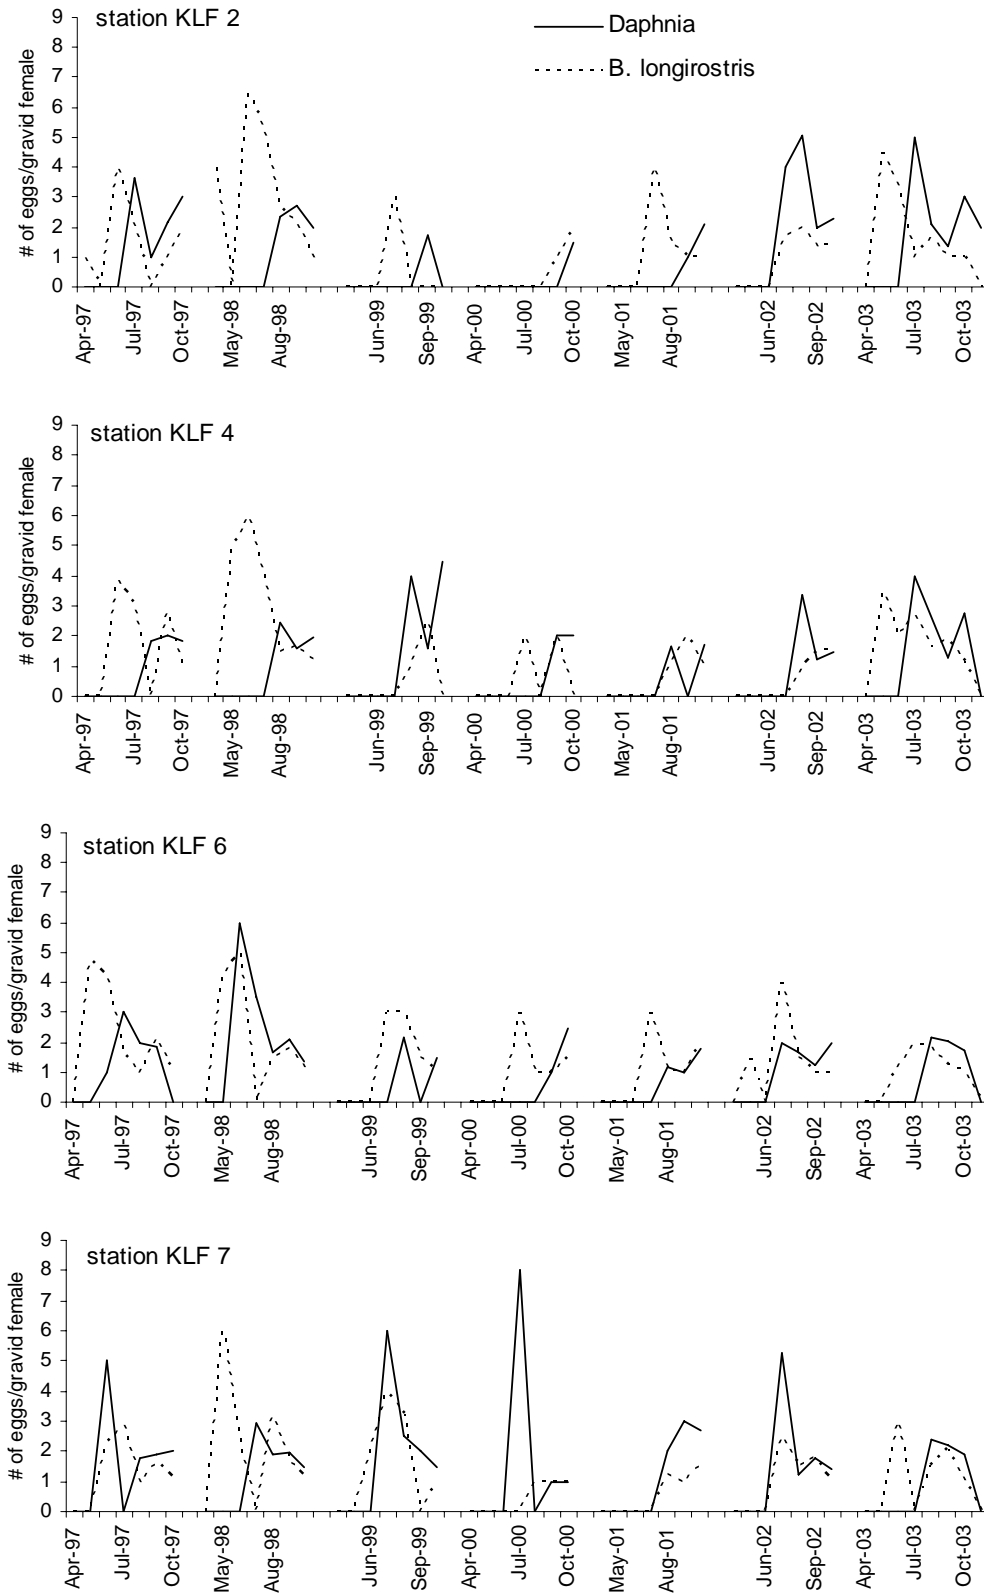 station KLF 2
Daphnia
B. longirostris
# of eggs/gravid female
9
8
7
6
5
4
3
2
1
0
Apr-97
Jul-97
Oct-97
May-98
Aug-98
Jun-99
Sep-99
Apr-00
Jul-00
Oct-00
May-01
Aug-01
Jun-02
Sep-02
Apr-03
Jul-03
Oct-03
station KLF 4
# of eggs/gravid female
9
8
7
6
5
4
3
2
1
0
Apr-97
Jul-97
Oct-97
May-98
Aug-98
Jun-99
Sep-99
Apr-00
Jul-00
Oct-00
May-01
Aug-01
Jun-02
Sep-02
Apr-03
Jul-03
Oct-03
station KLF 6
# of eggs/gravid female
9
8
7
6
5
4
3
2
1
0
Apr-97
Jul-97
Oct-97
May-98
Aug-98
Jun-99
Sep-99
Apr-00
Jul-00
Oct-00
May-01
Aug-01
Jun-02
Sep-02
Apr-03
Jul-03
Oct-03
station KLF 7
# of eggs/gravid female
9
8
7
6
5
4
3
2
1
0
Apr-97
Jul-97
Oct-97
May-98
Aug-98
Jun-99
Sep-99
Apr-00
Jul-00
Oct-00
May-01
Aug-01
Jun-02
Sep-02
Apr-03
Jul-03
Oct-03